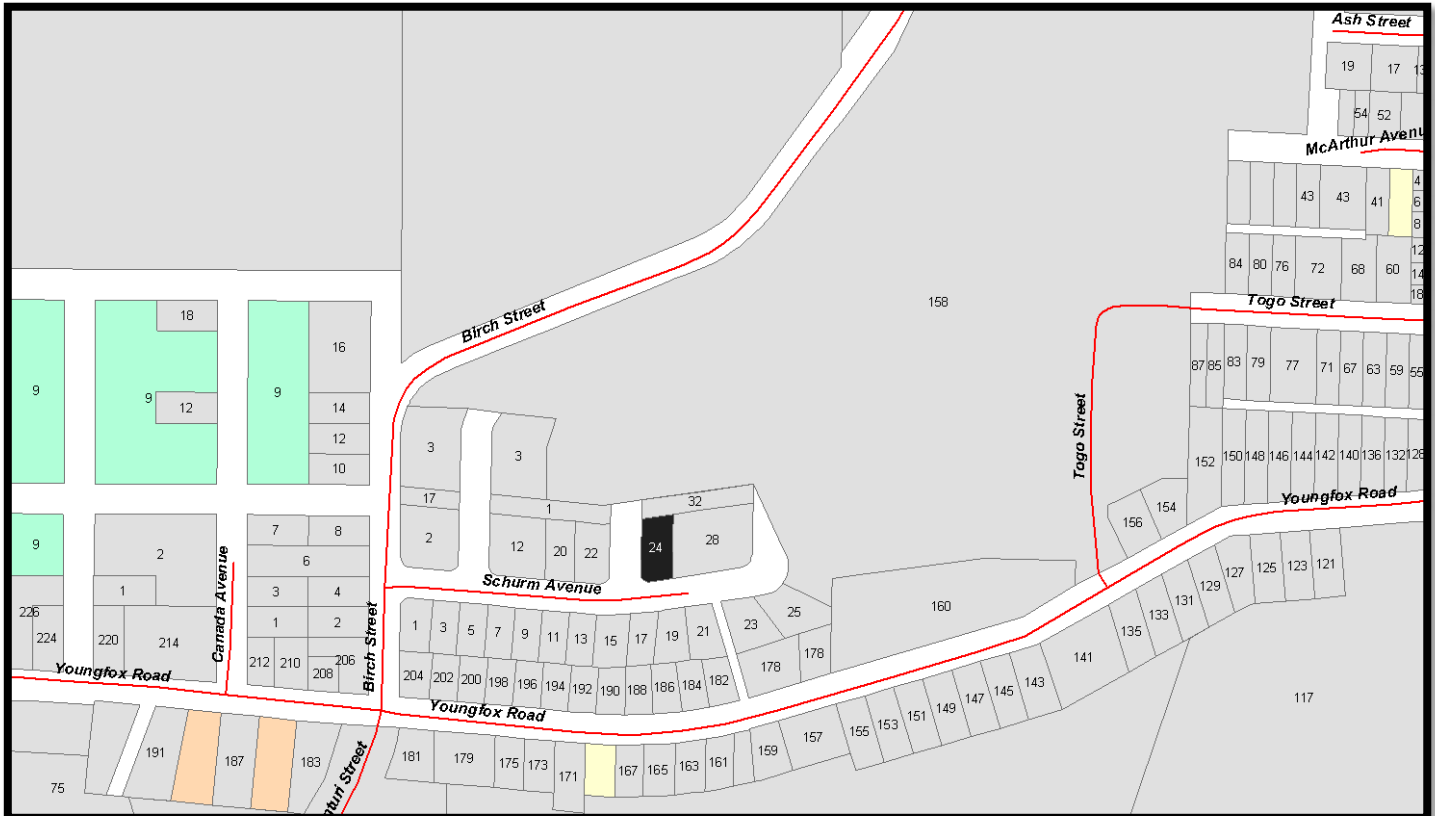 Ash Street
19 17 13
54 52
McArthur Avenu
43 43 41 4
6
8
84 80 76 72 68 60 12
14
18
Togo Street
158
Birch Street
18
16
9 9 12 9
14
12
10
87 85 83 79 77 71 67 63 59 55
Togo Street
3 3
17
1
32
152 150 148 146 144 142 140 136 132 128
Youngfox Road
156 154
9
2
7 8
6
2 12 20 22 24 28
Canada Avenue
1
3 4
1 2
Schurm Avenue
Birch Street
226
224 220 214
212 210 208 206
1 3 5 7 9 11 13 15 17 19 21 23 25
160
204 202 200 198 196 194 192 190 188 186 184 182 178 178
Youngfox Road
Youngfox Road
135 133 131 129 127 125 123 121
141
117
191 187 183
181 179 175 173 171 167 165 163 161 159 157 155 153 151 149 147 145 143
75
nturi Street